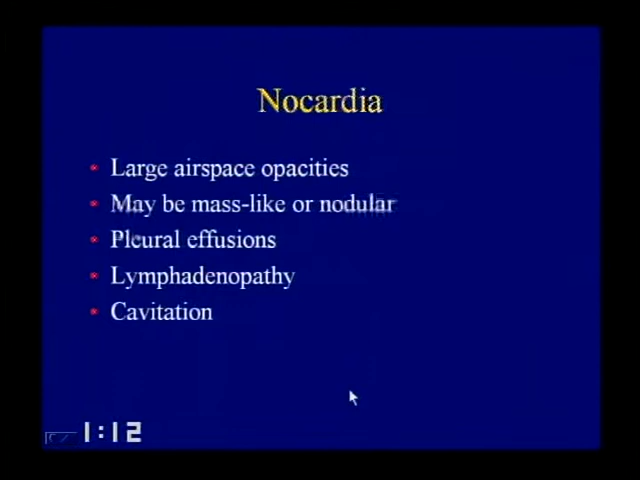 Nocardia
Large airspace opacities
May be mass-like or nodular
Pleural effusions
Lymphadenopathy
Cavitation
1:12